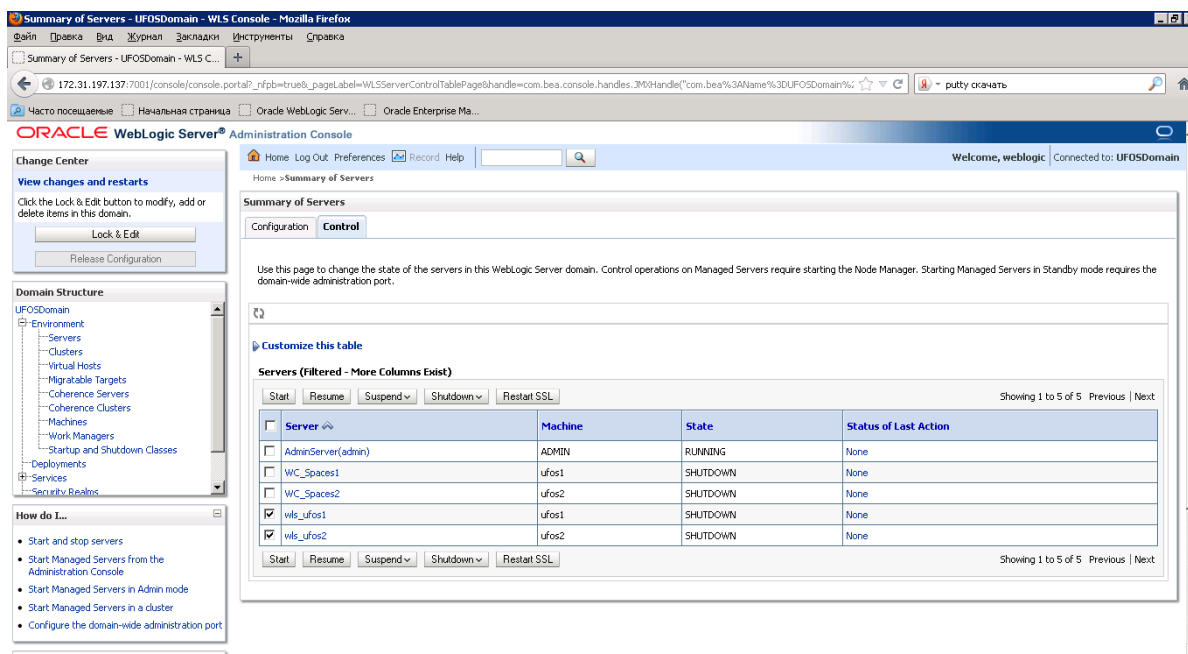 Summary of Servers - UFOSDomain - WLS Console - Mozilla Firefox
Файл Правка Вид Журнал Закладки Инструменты Справка
Summary of Servers - UFOSDomain - WLS C... +
172.31.197.137:7001/console/console.portal?_nfpb=true&_pageLabel=WLSServerControlTablePage&handle=com.bea.console.handles.JMXHandle("com.bea%3AName%3DUFOSDomain%2 putty скачать
Часто посещаемые Начальная страница Oracle WebLogic Serv... Oracle Enterprise Ma...
ORACLE WebLogic Server® Administration Console
Change Center
View changes and restarts
Click the Lock & Edit button to modify, add or
delete items in this domain.
Lock & Edit
Release Configuration
Domain Structure
UFOSDomain
Environment
Servers
Clusters
Virtual Hosts
Migratable Targets
Coherence Servers
Coherence Clusters
Machines
Work Managers
Startup and Shutdown Classes
Deployments
Services
Security Realms
How do I...
Start and stop servers
Start Managed Servers from the
Administration Console
Start Managed Servers in Admin mode
Start Managed Servers in a cluster
Configure the domain-wide administration port
Home Log Out Preferences Record Help
Welcome, weblogic Connected to: UFOSDomain
Home >Summary of Servers
Summary of Servers
Configuration Control
Use this page to change the state of the servers in this WebLogic Server domain. Control operations on Managed Servers require starting the Node Manager. Starting Managed Servers in Standby mode requires the
domain-wide administration port.
Customize this table
Servers (Filtered - More Columns Exist)
Start Resume Suspend Shutdown Restart SSL Showing 1 to 5 of 5 Previous | Next
Server Machine State Status of Last Action
AdminServer(admin) ADMIN RUNNING None
WC_Spaces1 ufos1 SHUTDOWN None
WC_Spaces2 ufos2 SHUTDOWN None
wls_ufos1 ufos1 SHUTDOWN None
wls_ufos2 ufos2 SHUTDOWN None
Start Resume Suspend Shutdown Restart SSL Showing 1 to 5 of 5 Previous | Next